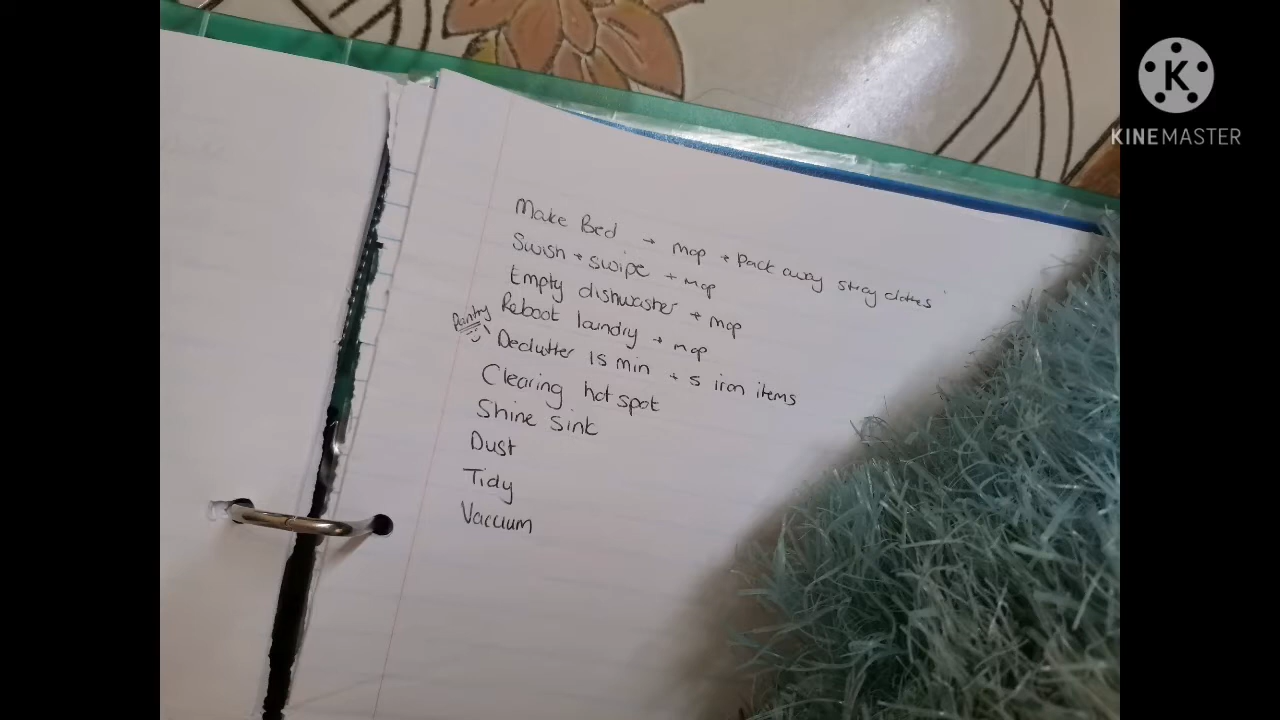 Make Bed → mop + Pack away stray clothes
Swish + swipe + mop
Empty dishwasher + mop
Reboot laundry + mop
Pantry
Declutter 15 min + 5 iron items
Clearing hot spot
Shine sink
Dust
Tidy
Vaccium
KINEMASTER